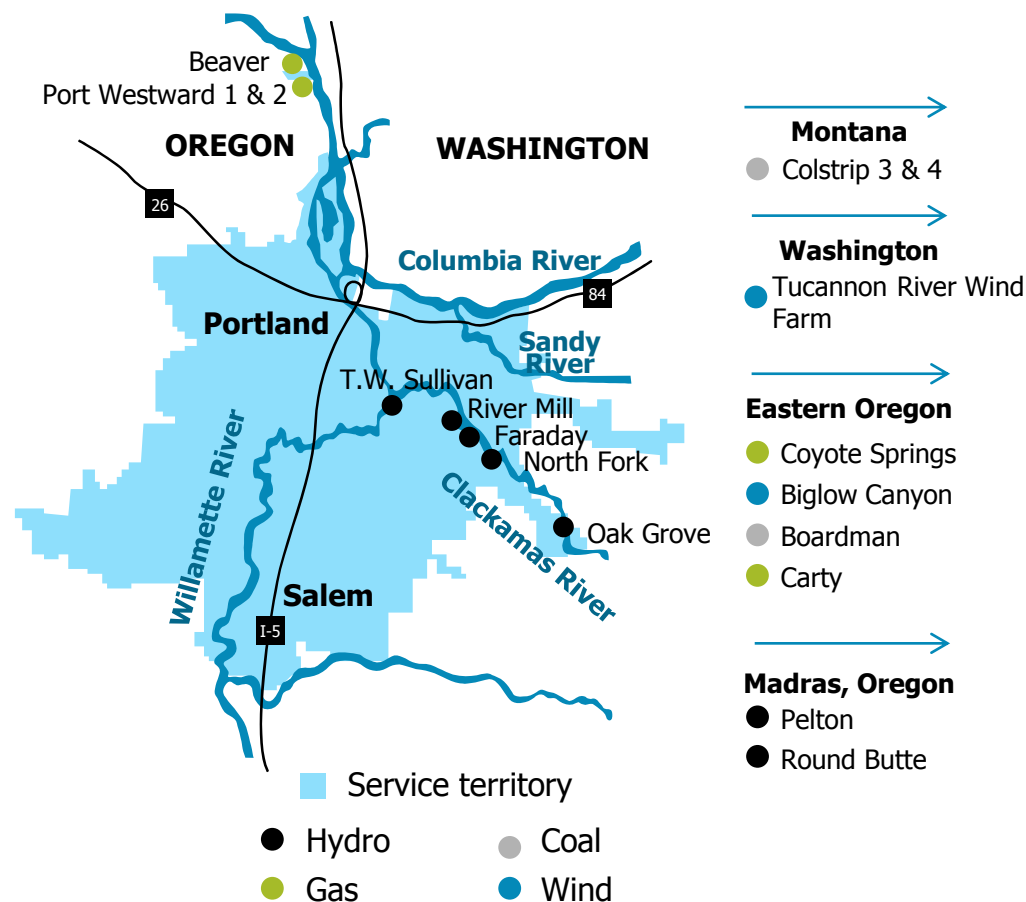 Beaver
Port Westward 1 & 2
OREGON
WASHINGTON
26
Columbia River
84
Portland
Sandy
River
T.W. Sullivan
River Mill
Faraday
North Fork
Willamette River
Clackamas River
Oak Grove
Salem
I-5
Montana
Colstrip 3 & 4
Washington
Tucannon River Wind
Farm
Eastern Oregon
Coyote Springs
Biglow Canyon
Boardman
Carty
Madras, Oregon
Pelton
Round Butte
Service territory
Hydro
Coal
Gas
Wind